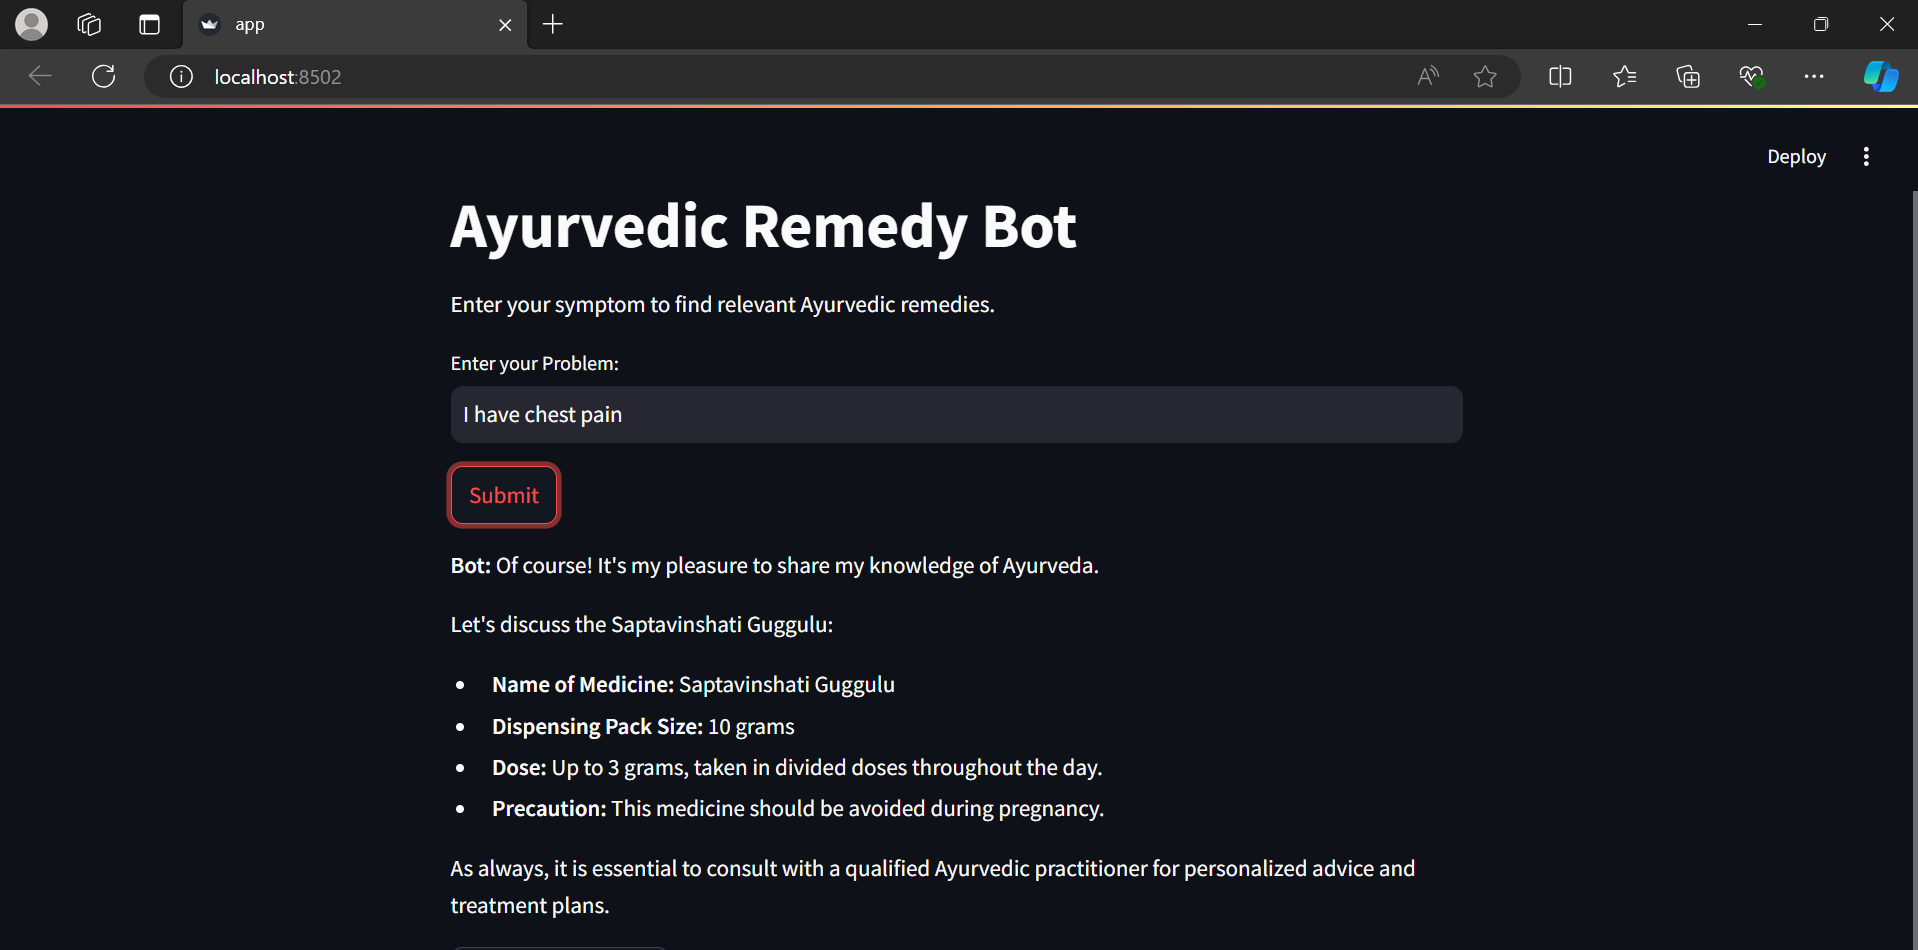 app
localhost:8502
Deploy
Ayurvedic Remedy Bot
Enter your symptom to find relevant Ayurvedic remedies.
Enter your Problem:
I have chest pain
Submit
Bot: Of course! It's my pleasure to share my knowledge of Ayurveda.
Let's discuss the Saptavinshati Guggulu:
• Name of Medicine: Saptavinshati Guggulu
• Dispensing Pack Size: 10 grams
• Dose: Up to 3 grams, taken in divided doses throughout the day.
• Precaution: This medicine should be avoided during pregnancy.
As always, it is essential to consult with a qualified Ayurvedic practitioner for personalized advice and
treatment plans.